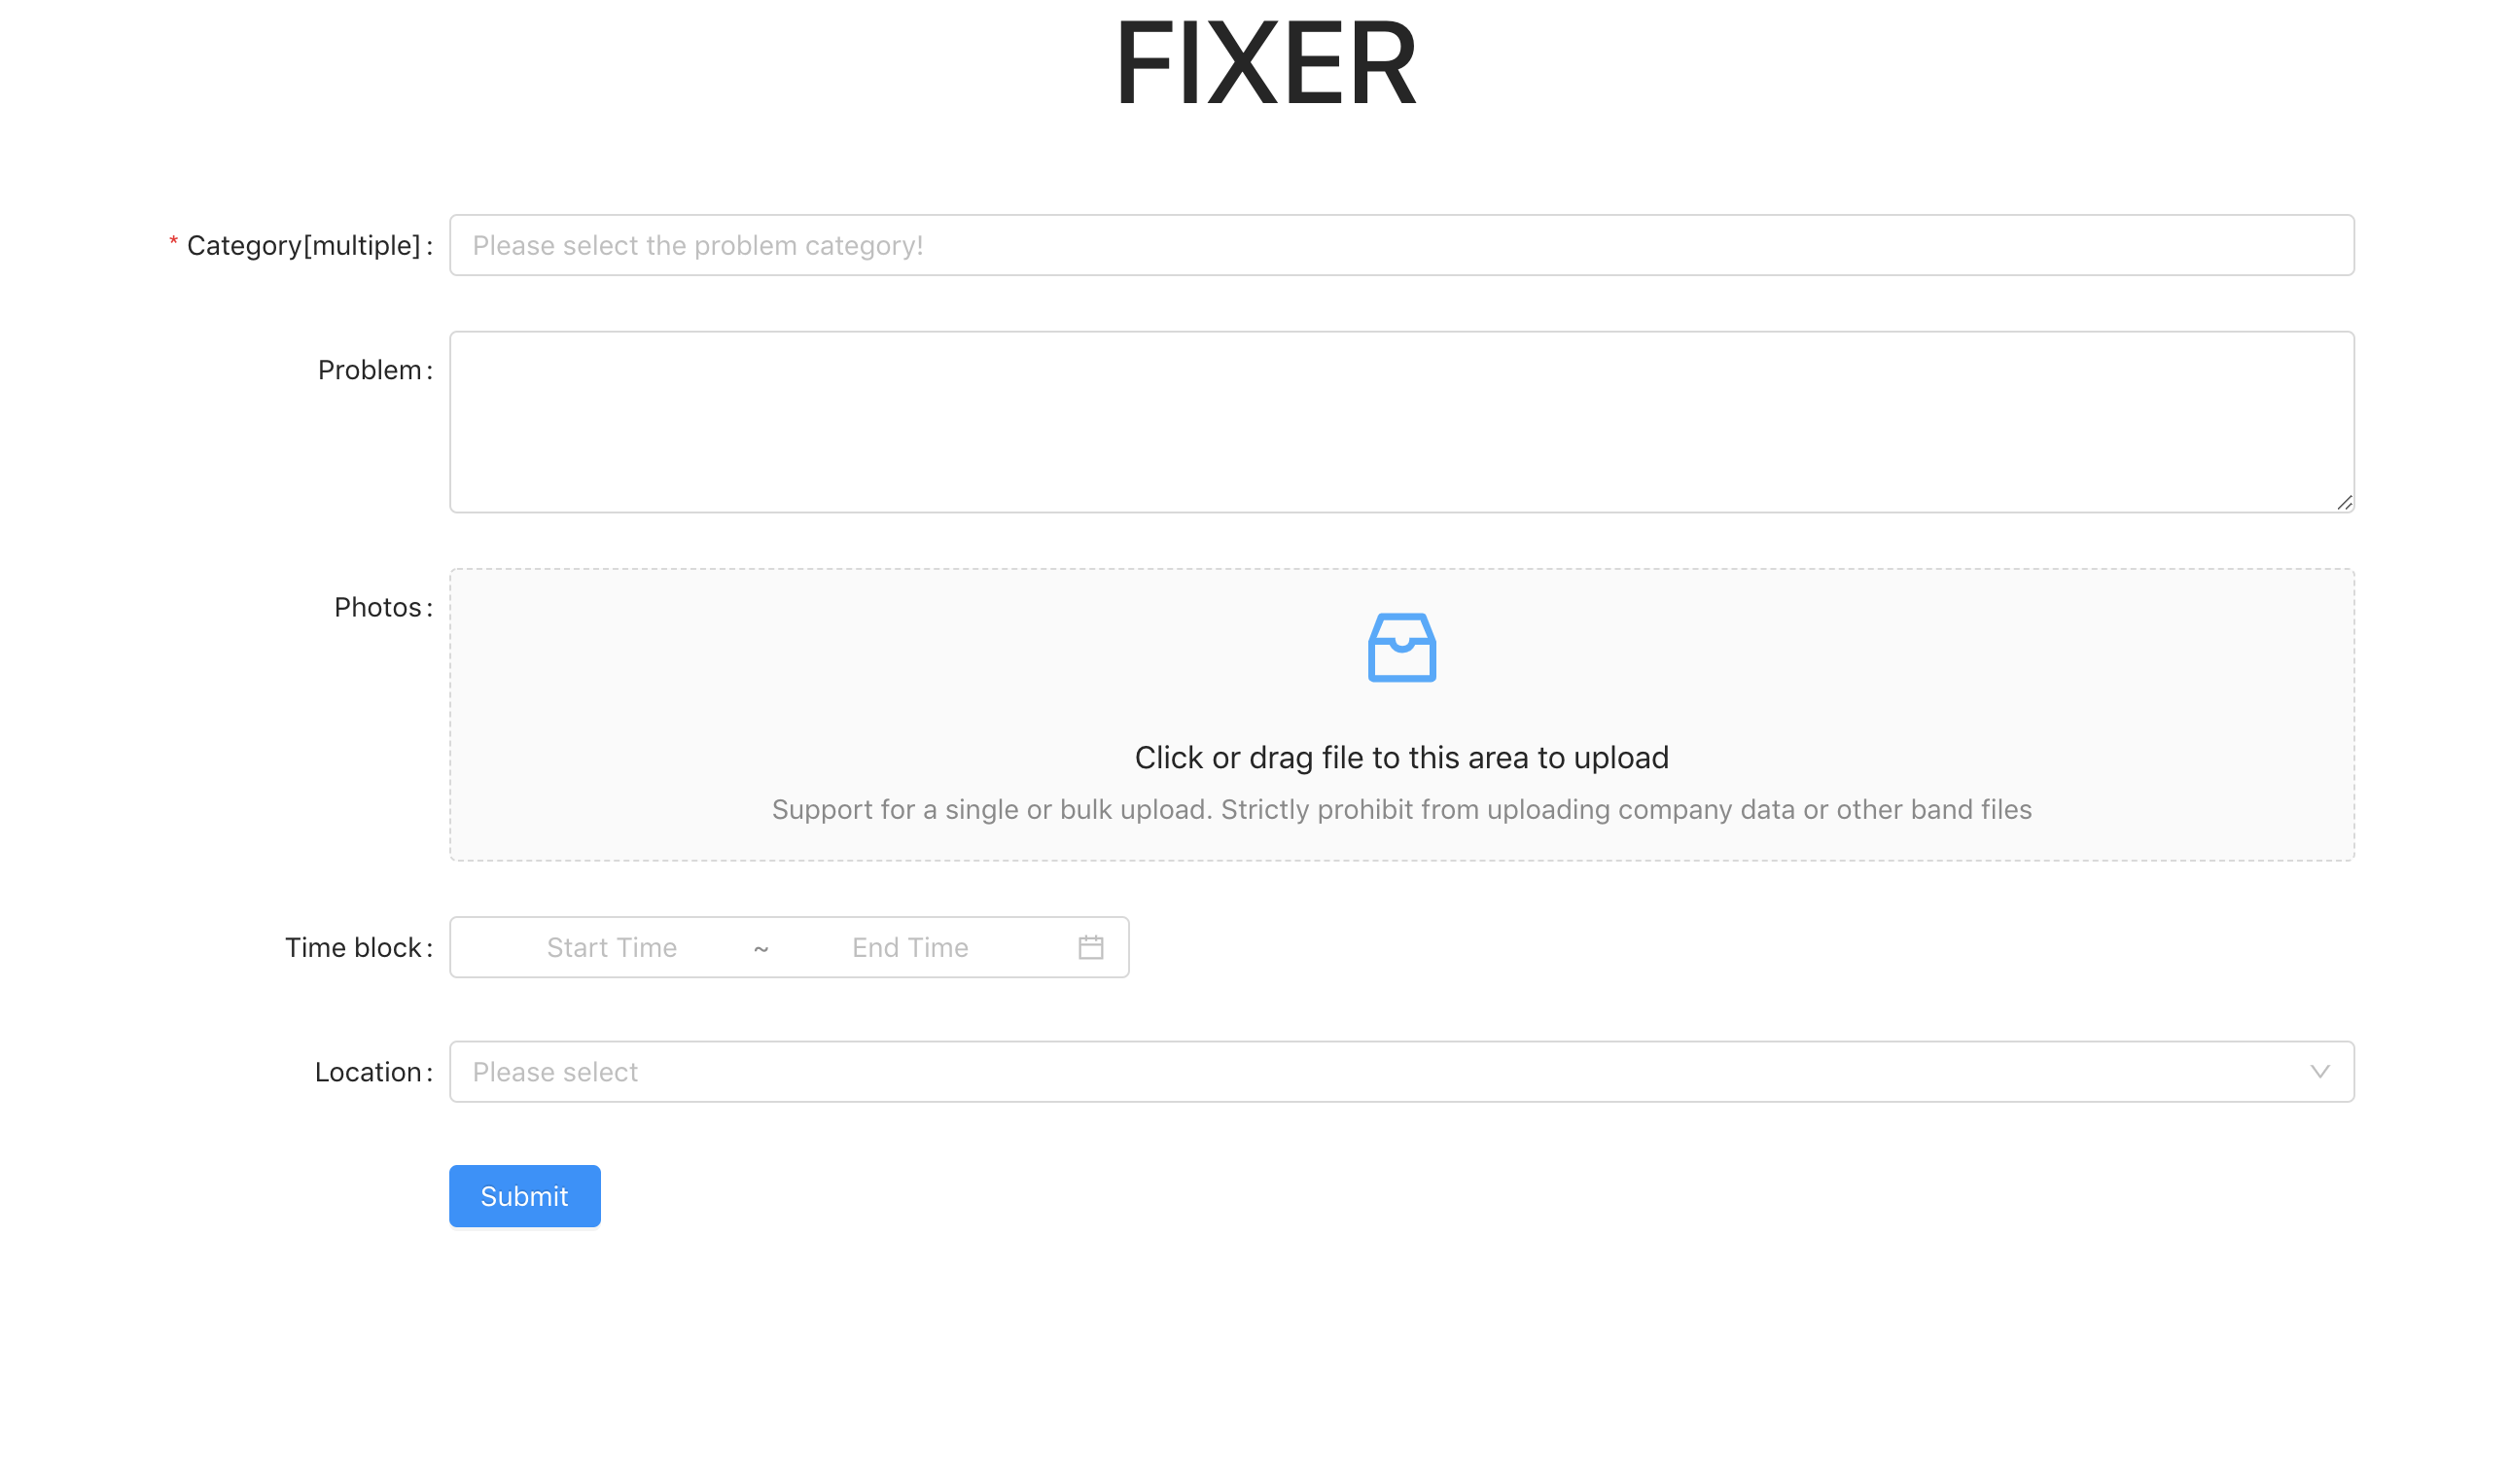 FIXER
* Category[multiple] :
Please select the problem category!
Problem :
Photos :
Click or drag file to this area to upload
Support for a single or bulk upload. Strictly prohibit from uploading company data or other band files
Time block :
Start Time ~ End Time
Location :
Please select
Submit